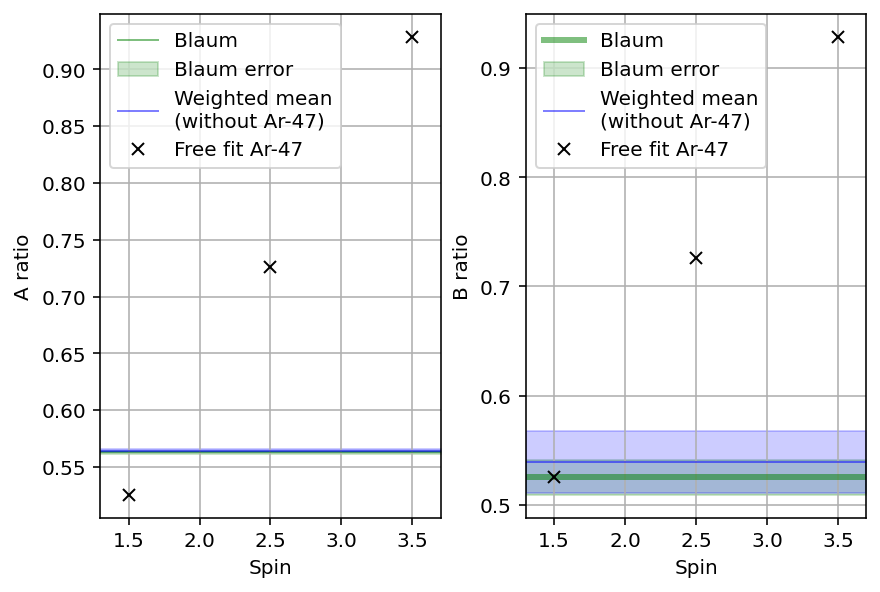 Blaum
Blaum error
Weighted mean
(without Ar-47)
Free fit Ar-47
0.90
0.85
0.80
0.75
0.70
0.65
0.60
0.55
A ratio
1.5 2.0 2.5 3.0 3.5
Spin
Blaum
Blaum error
Weighted mean
(without Ar-47)
Free fit Ar-47
0.9
0.8
0.7
0.6
0.5
B ratio
1.5 2.0 2.5 3.0 3.5
Spin